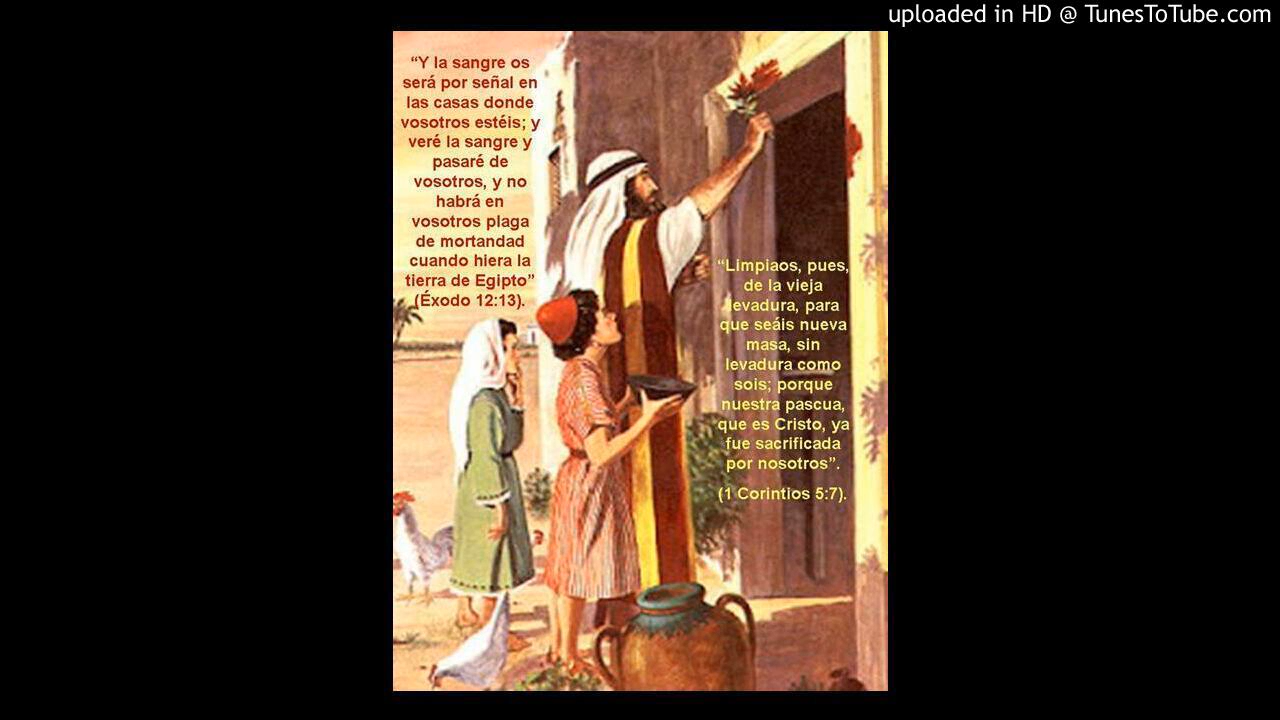 uploaded in HD @ TunesToTube.com
“Y la sangre os
será por señal en
las casas donde
vosotros estéis; y
veré la sangre y
pasaré de
vosotros, y no
habrá en
vosotros plaga
de mortandad
cuando hiera la
tierra de Egipto”
(Éxodo 12:13).
“Limpiaos, pues,
de la vieja
levadura, para
que seáis nueva
masa, sin
levadura como
sois; porque
nuestra pascua,
que es Cristo, ya
fue sacrificada
por nosotros”.
(1 Corintios 5:7).